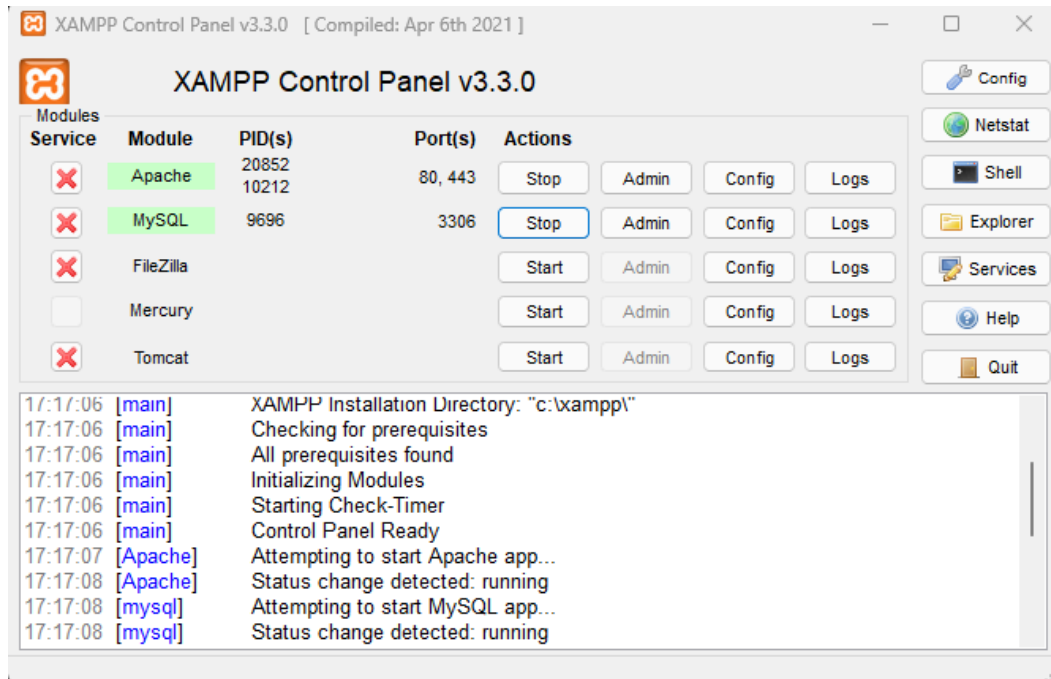 XAMPP Control Panel v3.3.0 [ Compiled: Apr 6th 2021 ]
XAMPP Control Panel v3.3.0
Config
Modules
Service Module PID(s) Port(s) Actions
Netstat
Apache 20852 10212 80, 443 Stop Admin Config Logs
Shell
MySQL 9696 3306 Stop Admin Config Logs
Explorer
FileZilla Start Admin Config Logs
Services
Mercury Start Admin Config Logs
Help
Tomcat Start Admin Config Logs
Quit
17:17:06 [main] XAMPP Installation Directory: "c:\xampp\"
17:17:06 [main] Checking for prerequisites
17:17:06 [main] All prerequisites found
17:17:06 [main] Initializing Modules
17:17:06 [main] Starting Check-Timer
17:17:06 [main] Control Panel Ready
17:17:07 [Apache] Attempting to start Apache app...
17:17:08 [Apache] Status change detected: running
17:17:08 [mysql] Attempting to start MySQL app...
17:17:08 [mysql] Status change detected: running